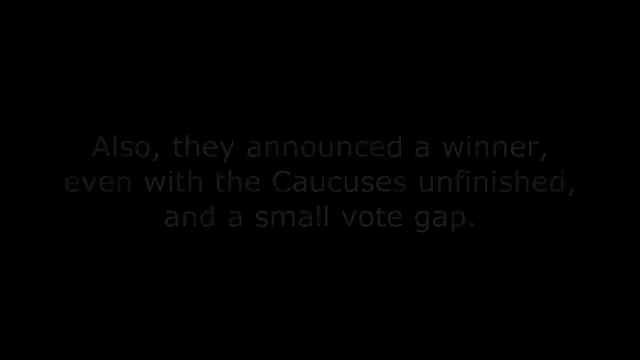 Also, they announced a winner,
even with the Caucuses unfinished,
and a small vote gap.